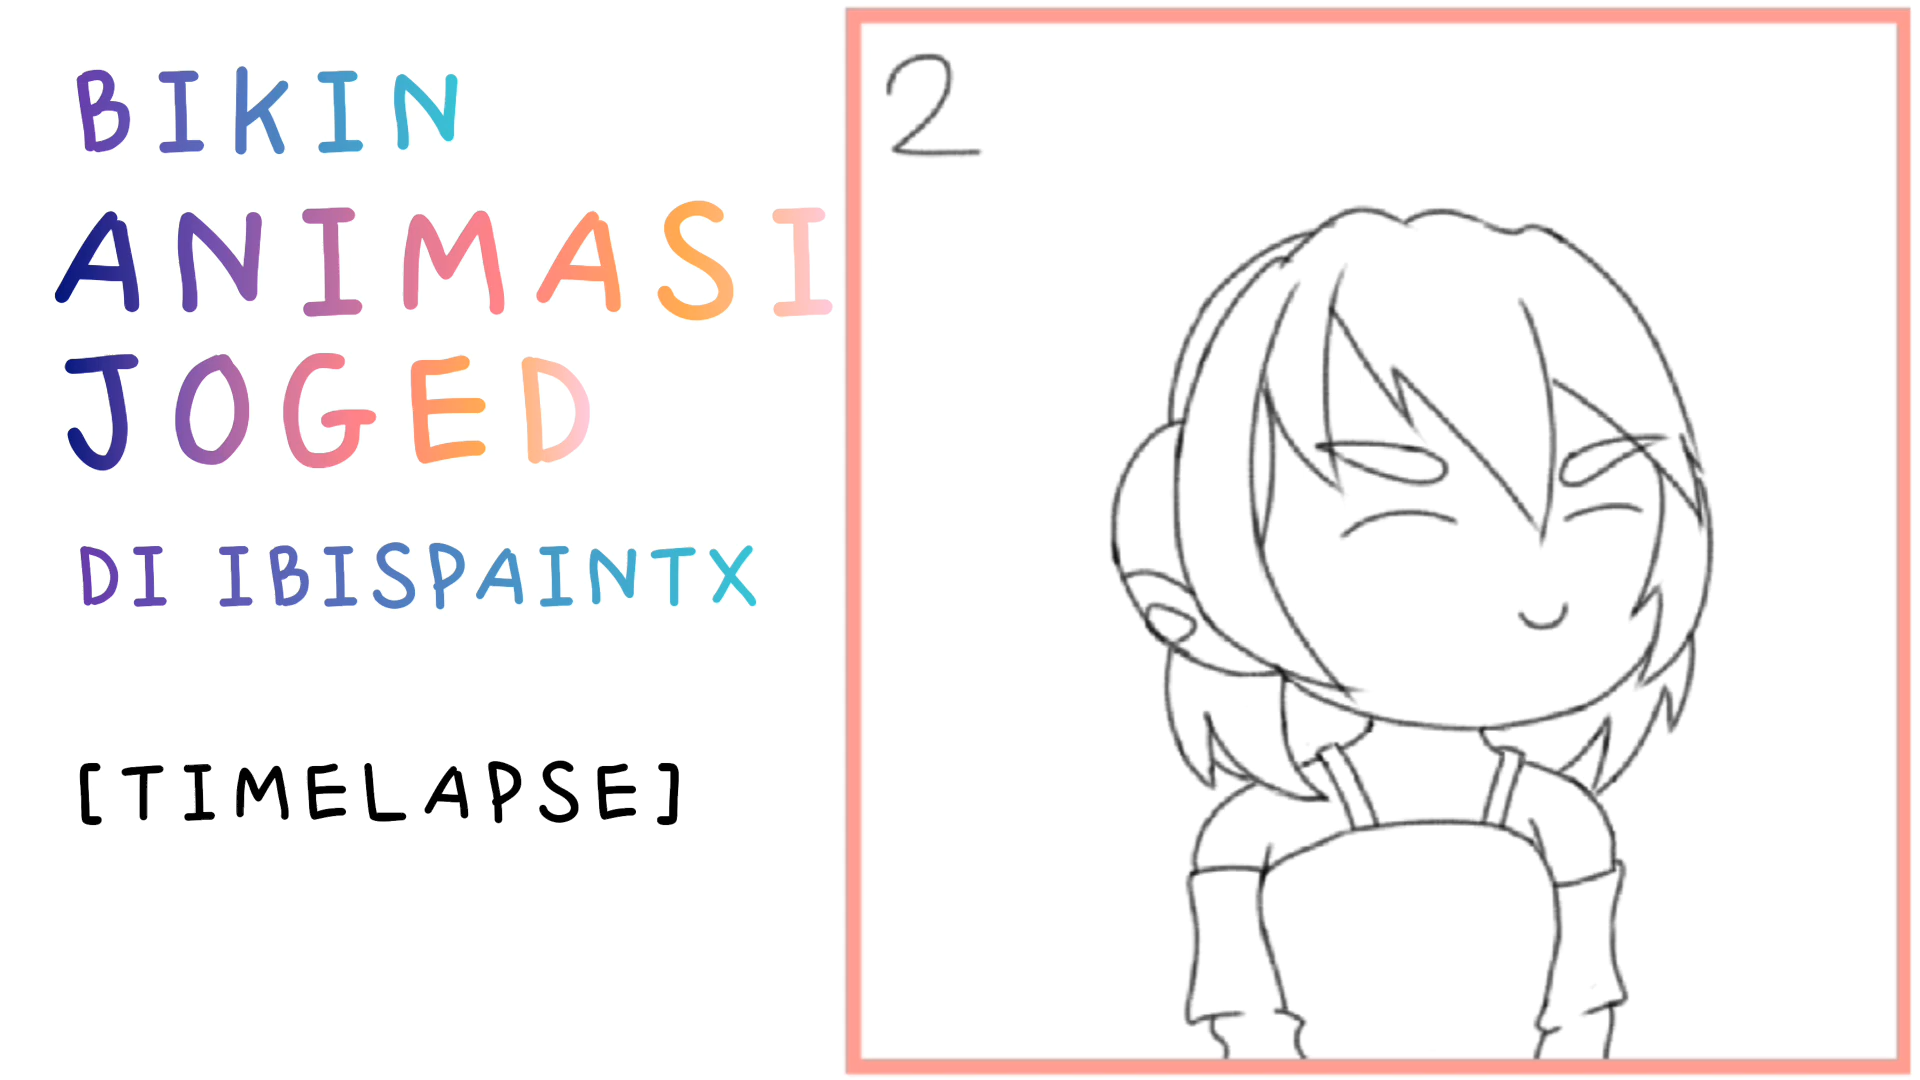 BIKIN
ANIMASI
JOGED
DI IBISPAINTX
[TIMELAPSE]
2